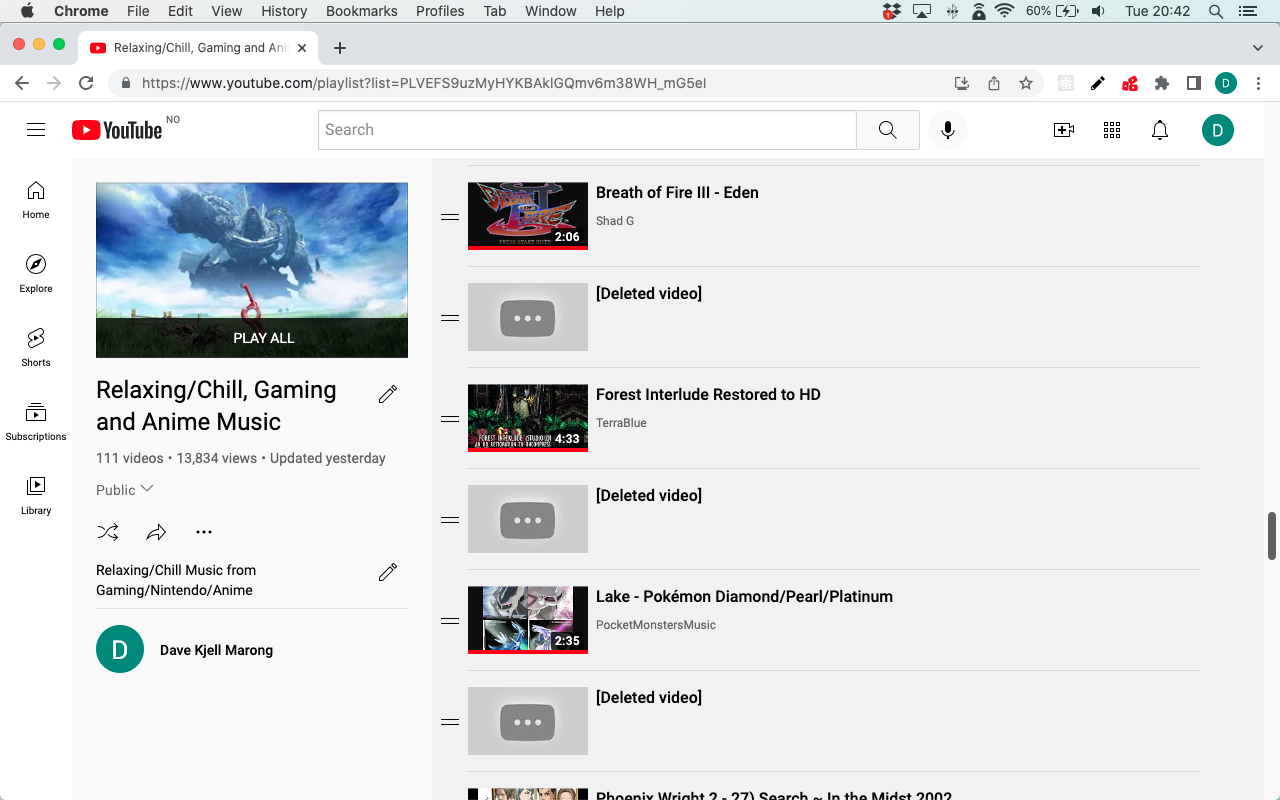 Chrome File Edit View History Bookmarks Profiles Tab Window Help 60% Tue 20:42
Relaxing/Chill, Gaming and Ani
https://www.youtube.com/playlist?list=PLVEFS9uzMyHYKBAklGQmv6m38WH_mG5eI
D
YouTube NO
Search
D
Home
Explore
Shorts
Subscriptions
Library
PLAY ALL
Relaxing/Chill, Gaming
and Anime Music
111 videos • 13,834 views • Updated yesterday
Public
Relaxing/Chill Music from
Gaming/Nintendo/Anime
D
Dave Kjell Marong
Breath of Fire III - Eden
Shad G
2:06
[Deleted video]
Forest Interlude Restored to HD
TerraBlue
4:33
[Deleted video]
Lake - Pokémon Diamond/Pearl/Platinum
PocketMonstersMusic
2:35
[Deleted video]
Phoenix Wright 2 - 27) Search ~ In the Midst 2002